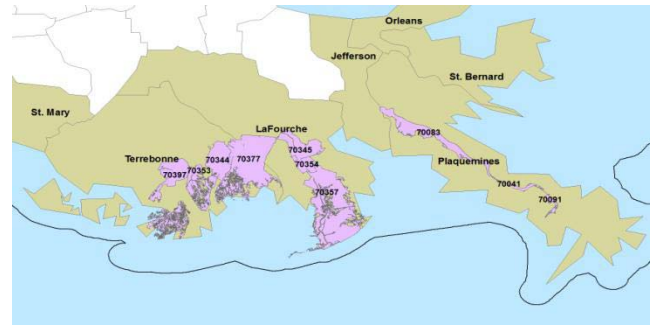 Orleans
Jefferson
St. Bernard
St. Mary
LaFourche
70083
70344
70345
70377
70354
Terrebonne
70353
Plaquemines
70397
70357
70041
70091